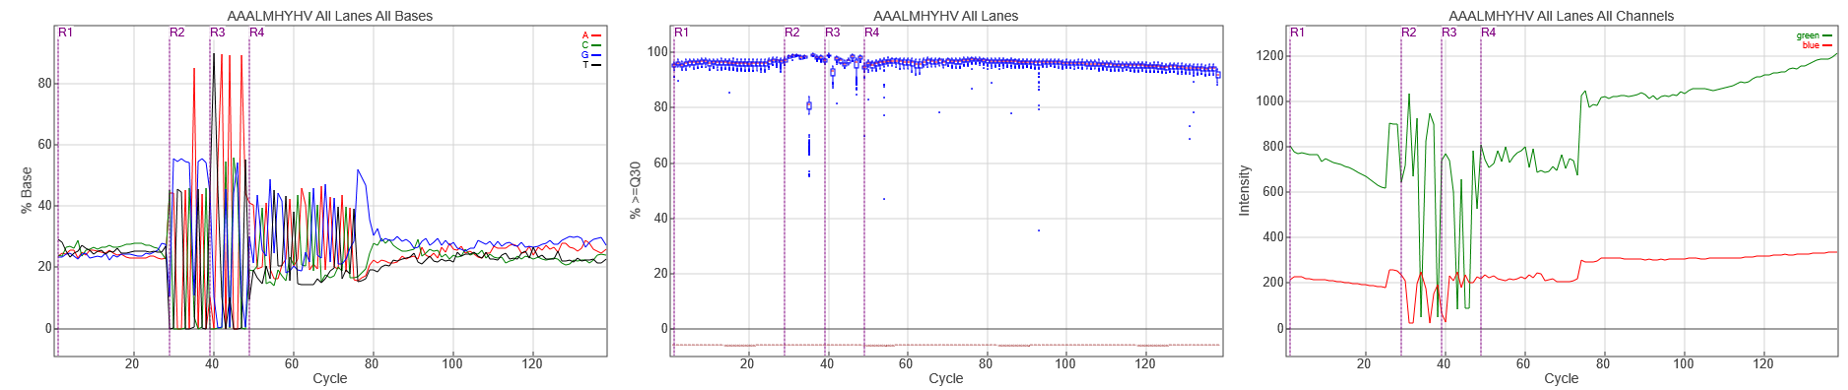 AAALMHYHV All Lanes All Bases
R1
R2
R3
R4
A
C
G
T
% Base
80
60
40
20
0
20
40
60
80
100
120
Cycle
AAALMHYHV All Lanes
R1
R2
R3
R4
% >=Q30
100
80
60
40
20
0
20
40
60
80
100
120
Cycle
AAALMHYHV All Lanes All Channels
R1
R2
R3
R4
green
blue
Intensity
1200
1000
800
600
400
200
0
20
40
60
80
100
120
Cycle